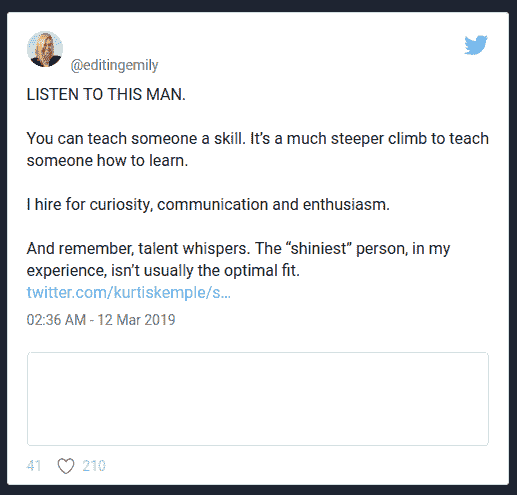 @editingemily
LISTEN TO THIS MAN.
You can teach someone a skill. It's a much steeper climb to teach
someone how to learn.
I hire for curiosity, communication and enthusiasm.
And remember, talent whispers. The “shiniest” person, in my
experience, isn't usually the optimal fit.
twitter.com/kurtiskemple/s…
02:36 AM - 12 Mar 2019
41 210